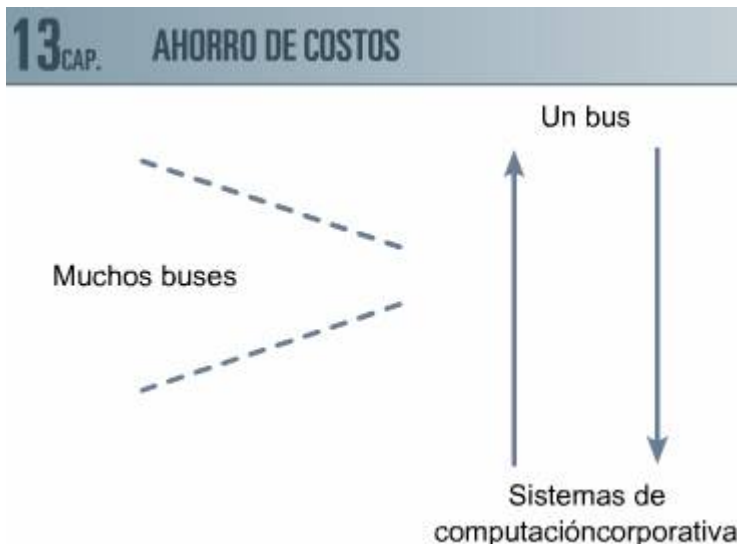 13CAP. AHORRO DE COSTOS
Un bus
Muchos buses
Sistemas de
computacióncorporativa